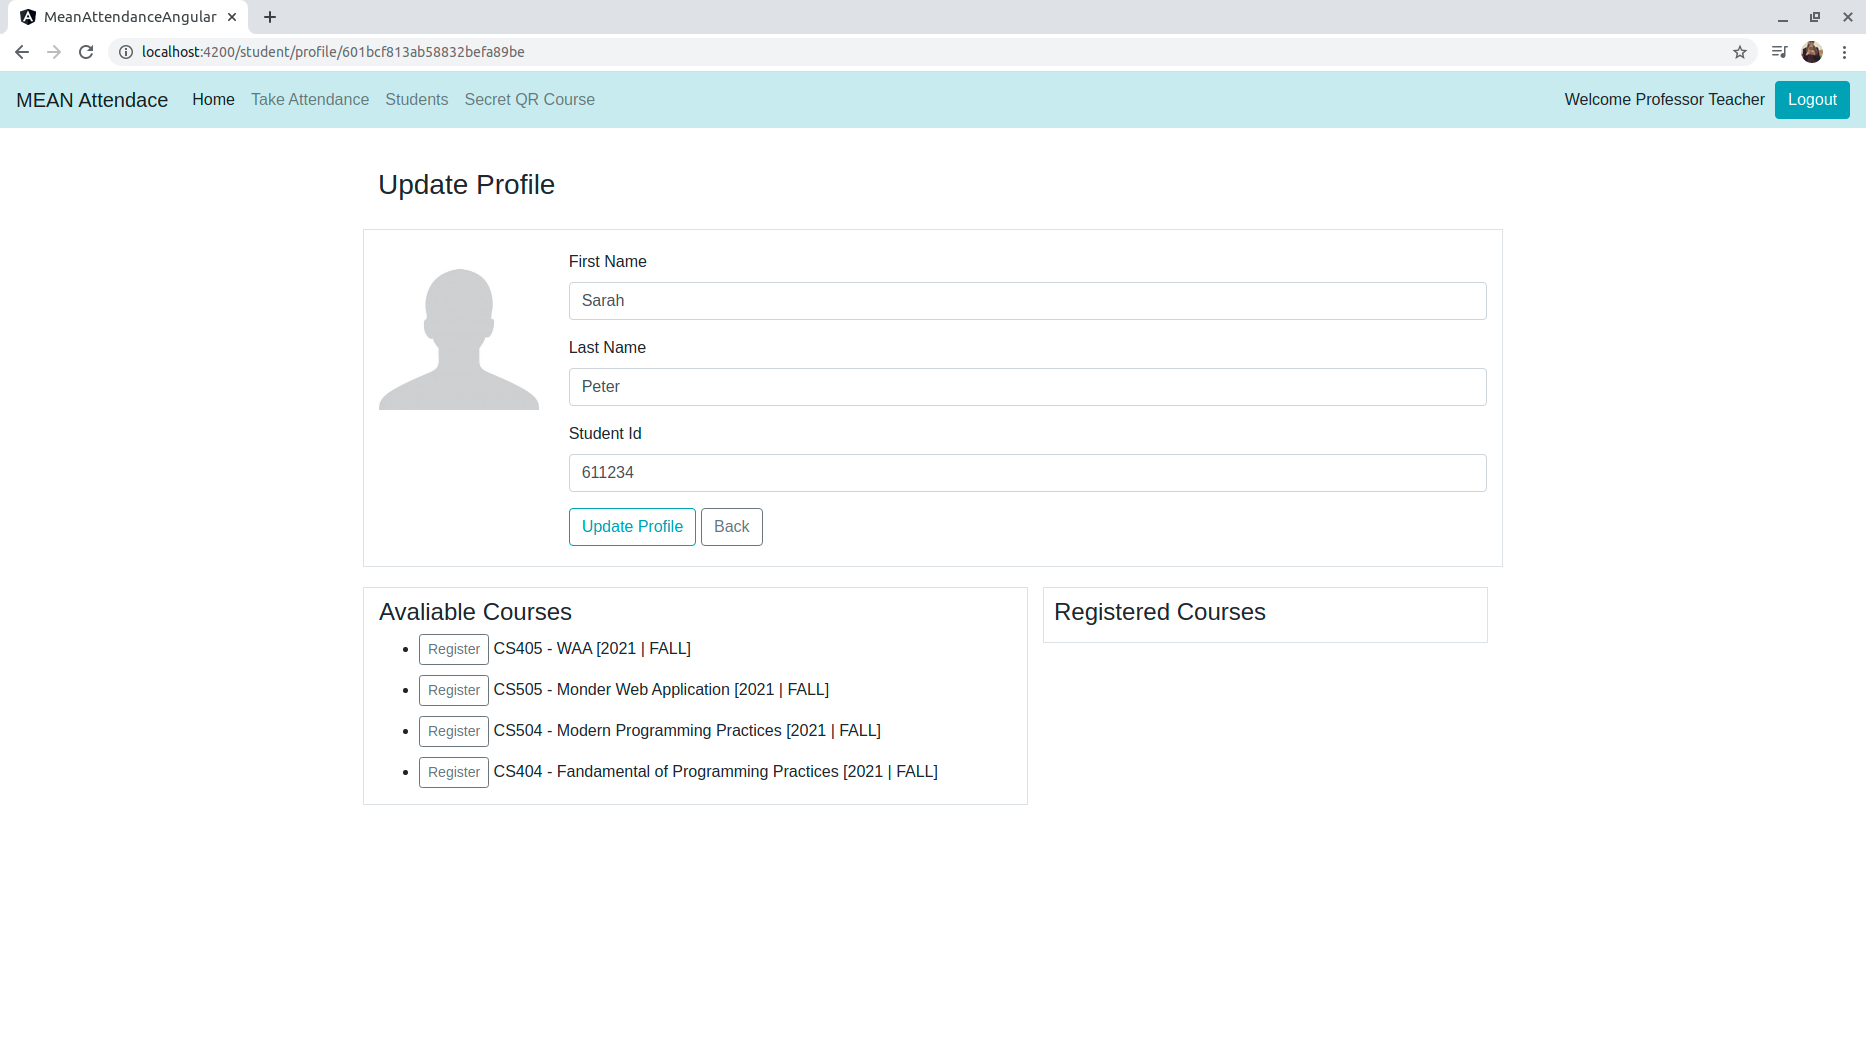 MeanAttendanceAngular
localhost:4200/student/profile/601bcf813ab58832befa89be
MEAN Attendace Home Take Attendance Students Secret QR Course Welcome Professor Teacher Logout
Update Profile
First Name
Sarah
Last Name
Peter
Student Id
611234
Update Profile Back
Avaliable Courses
Register CS405 - WAA [2021 | FALL]
Register CS505 - Monder Web Application [2021 | FALL]
Register CS504 - Modern Programming Practices [2021 | FALL]
Register CS404 - Fandamental of Programming Practices [2021 | FALL]
Registered Courses